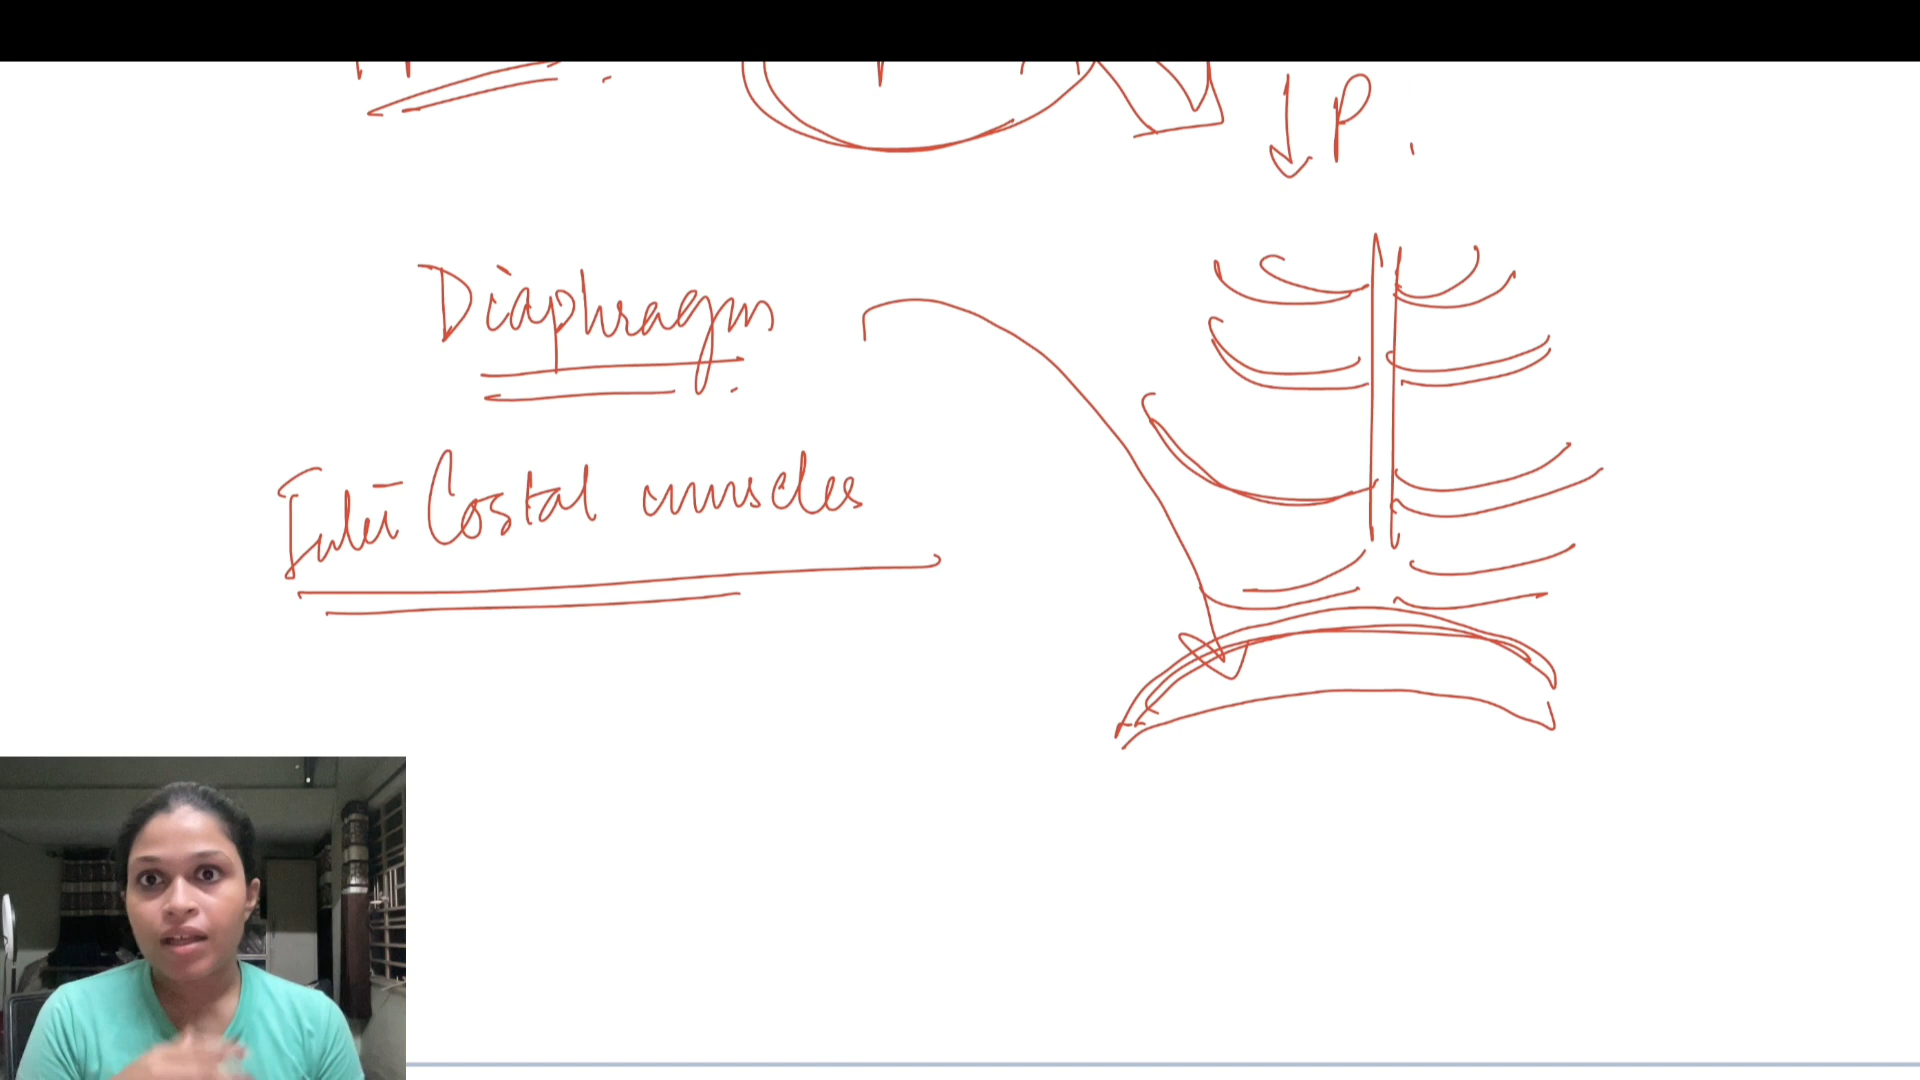 ↓ P.
Diaphragm
Inter Costal muscles